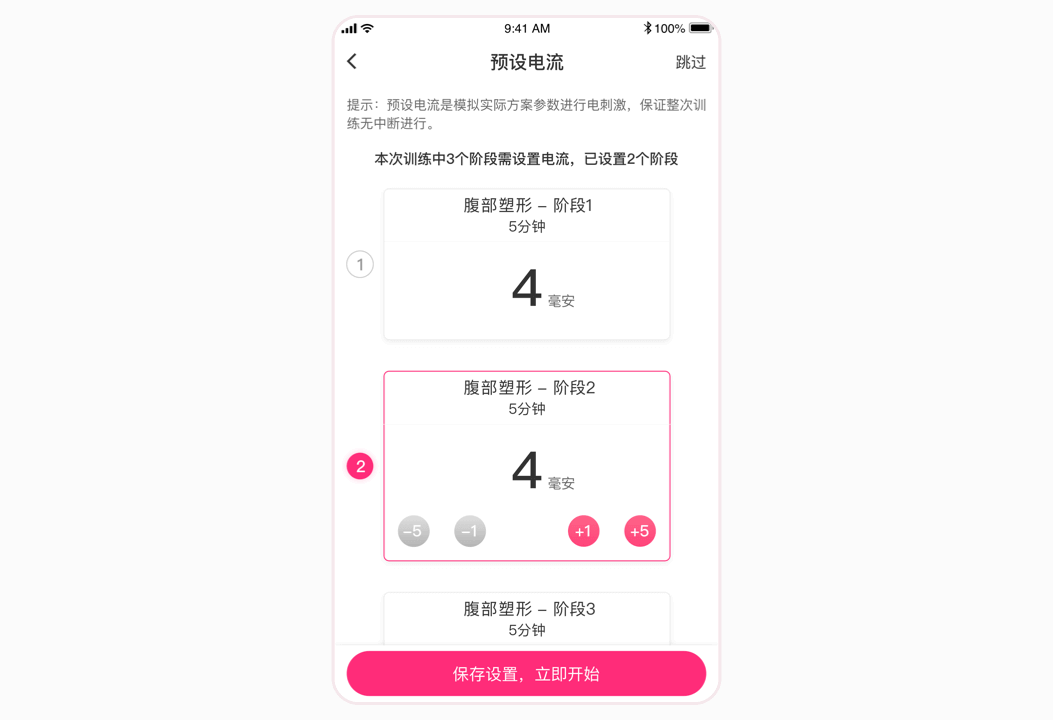 9:41 AM
100%
预设电流
跳过
提示：预设电流是模拟实际方案参数进行电刺激，保证整次训
练无中断进行。
本次训练中3个阶段需设置电流，已设置2个阶段
腹部塑形 – 阶段1
5分钟
1
4 毫安
腹部塑形 – 阶段2
5分钟
2
4 毫安
−5 −1 +1 +5
腹部塑形 – 阶段3
5分钟
保存设置，立即开始